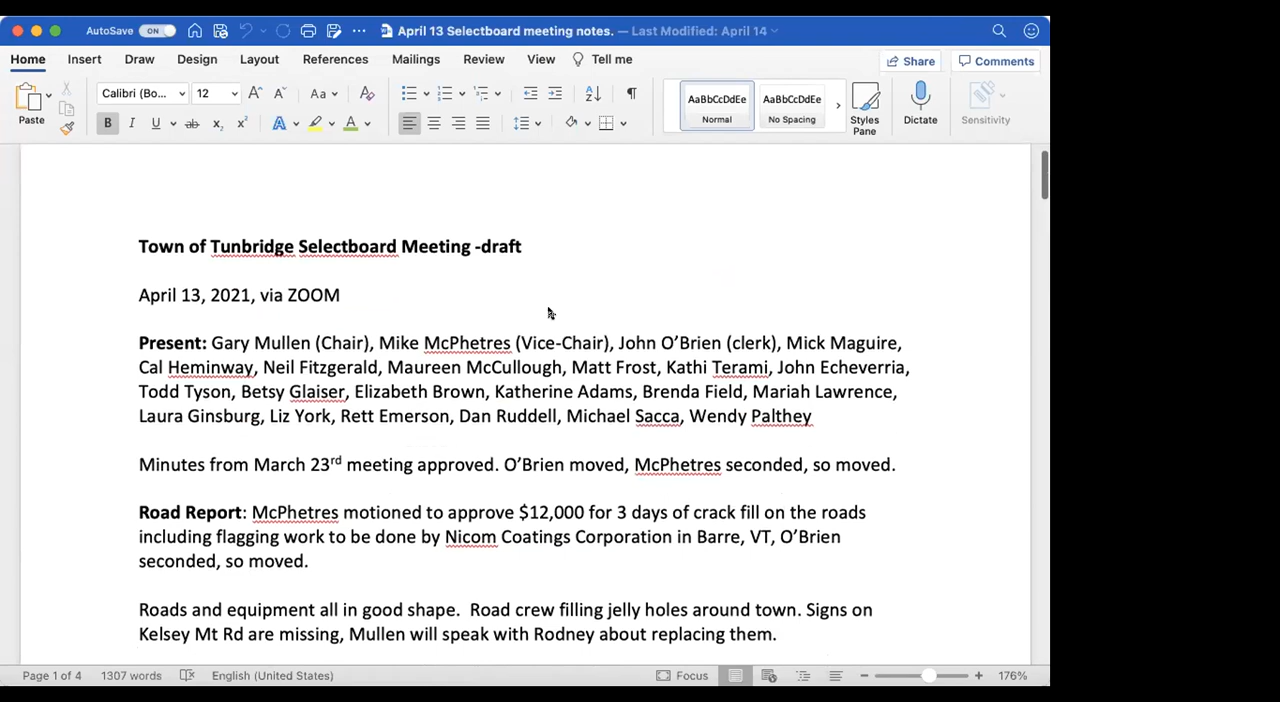 AutoSave ON April 13 Selectboard meeting notes. — Last Modified: April 14
Home Insert Draw Design Layout References Mailings Review View Tell me Share Comments
Paste Calibri (Bo... 12 A A Aa A AaBbCcDdEe Normal AaBbCcDdEe No Spacing Styles Pane Dictate Sensitivity
B I U ab x₂ x² A A
Town of Tunbridge Selectboard Meeting -draft
April 13, 2021, via ZOOM
Present: Gary Mullen (Chair), Mike McPhetres (Vice-Chair), John O’Brien (clerk), Mick Maguire,
Cal Heminway, Neil Fitzgerald, Maureen McCullough, Matt Frost, Kathi Terami, John Echeverria,
Todd Tyson, Betsy Glaiser, Elizabeth Brown, Katherine Adams, Brenda Field, Mariah Lawrence,
Laura Ginsburg, Liz York, Rett Emerson, Dan Ruddell, Michael Sacca, Wendy Palthey
Minutes from March 23rd meeting approved. O’Brien moved, McPhetres seconded, so moved.
Road Report: McPhetres motioned to approve $12,000 for 3 days of crack fill on the roads
including flagging work to be done by Nicom Coatings Corporation in Barre, VT, O’Brien
seconded, so moved.
Roads and equipment all in good shape.  Road crew filling jelly holes around town. Signs on
Kelsey Mt Rd are missing, Mullen will speak with Rodney about replacing them.
Page 1 of 4 1307 words English (United States) Focus 176%